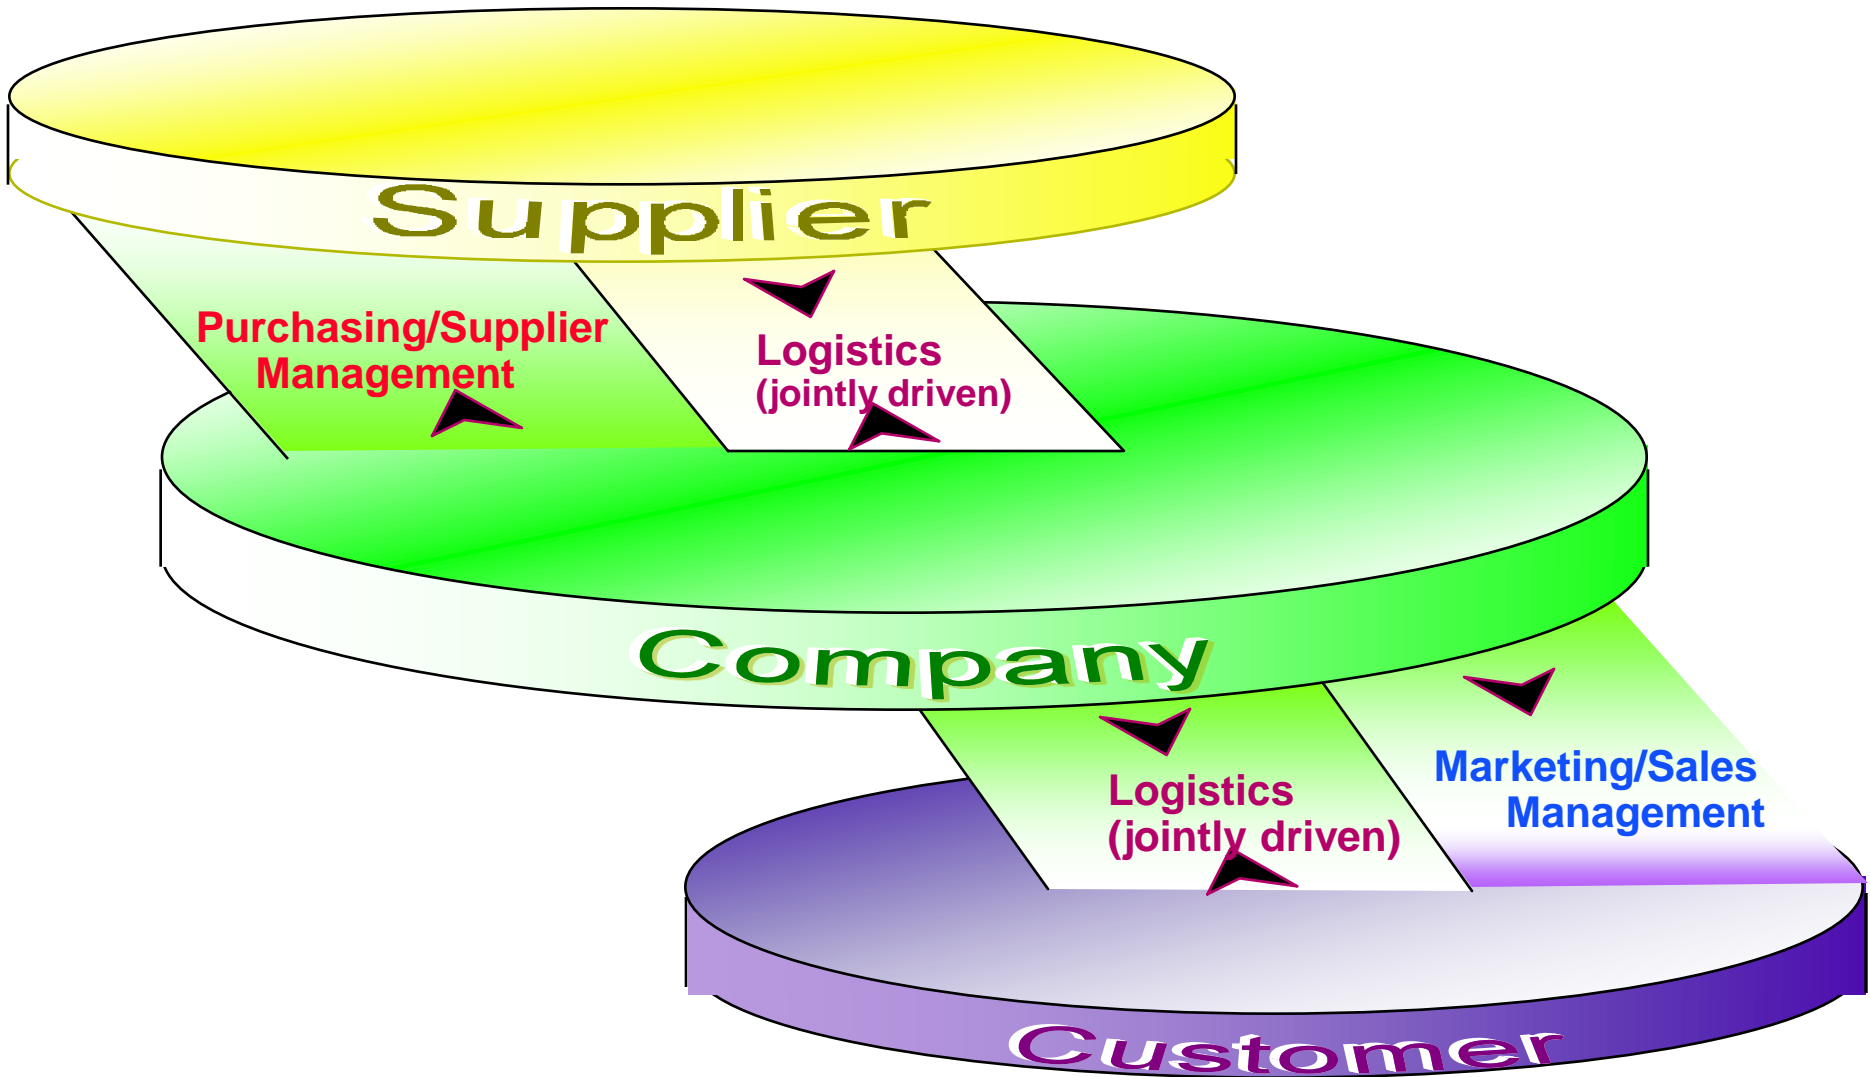 Supplier
Purchasing/Supplier
Management
Logistics
(jointly driven)
Company
Logistics
(jointly driven)
Marketing/Sales
Management
Customer